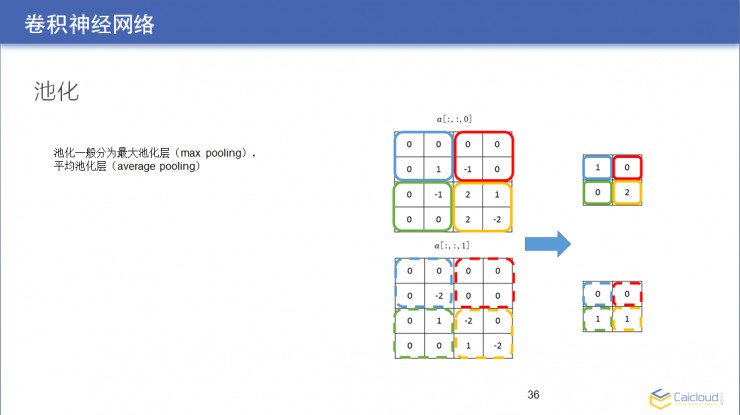 卷积神经网络
池化
池化一般分为最大池化层（max pooling），
平均池化层（average pooling）
a[:,:,0]
0 0 0 0
0 1 -1 0
0 -1 2 1
0 0 2 -2
1 0
0 2
a[:,:,1]
0 0 0 0
0 -2 0 0
0 1 -2 0
0 0 1 -2
0 0
1 1
36
Caicloud